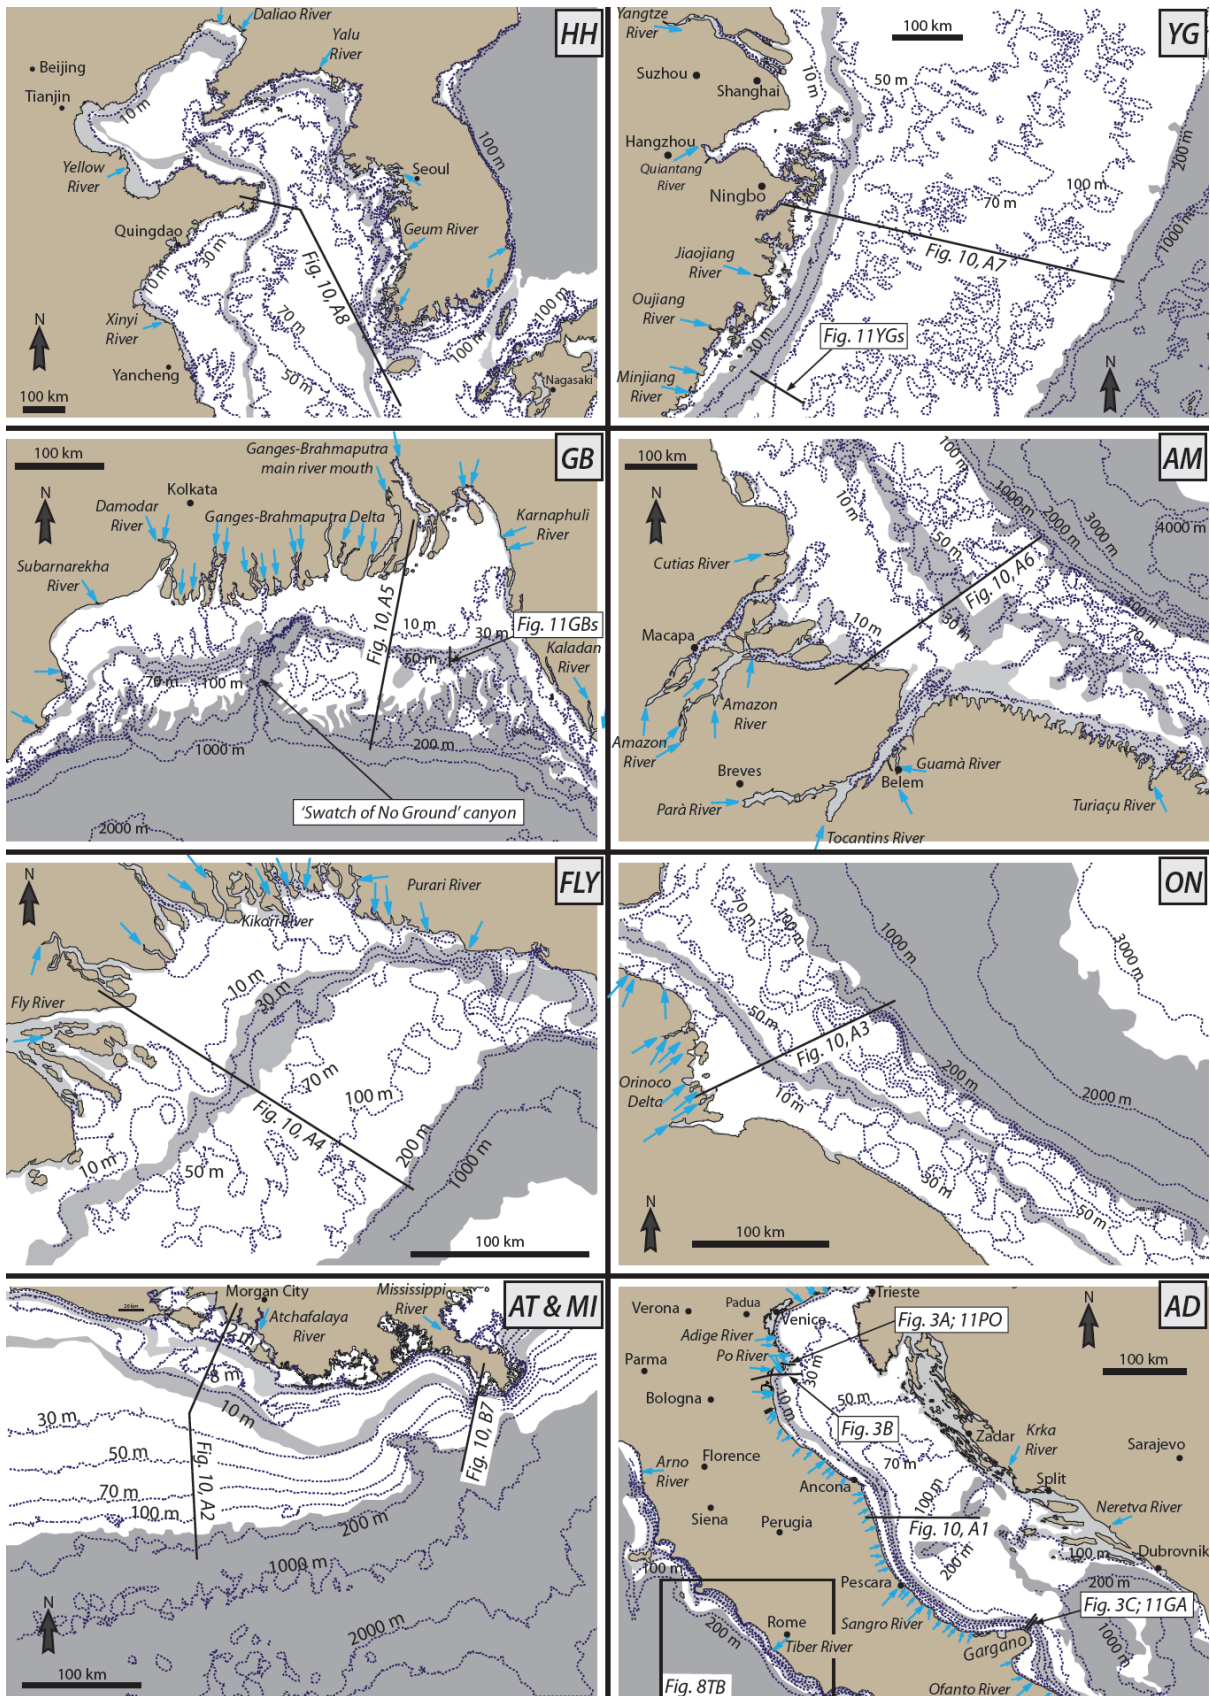 Daliao River
HH
Yalu
River
Beijing
Tianjin
10 m
100 m
Yellow
River
Seoul
Quingdao
30 m
Geum River
10 m
Fig. 10, A8
N
Xinyi
River
70 m
100 m
100 m
Yancheng
50 m
Nagasaki
100 km
Yangtze
River
100 km
YG
Suzhou
10 m
50 m
Shanghai
Hangzhou
200 m
Quiantang
River
Ningbo
100 m
70 m
1000 m
Jiaojiang
River
Fig. 10, A7
Oujiang
River
30 m
Fig. 11YGs
Minjiang
River
N
100 km
Ganges-Brahmaputra
main river mouth
GB
N
Kolkata
Damodar
River
Ganges-Brahmaputra Delta
Karnaphuli
River
Subarnarekha
River
Fig. 10, A5
10 m
30 m
Fig. 11GBs
50 m
Kaladan
River
70 m
100 m
1000 m
200 m
'Swatch of No Ground' canyon
2000 m
100 km
100 m
AM
N
10 m
1000 m
2000 m
3000 m
4000 m
50 m
Cutias River
Fig. 10, A6
Macapa
10 m
30 m
100 m
70 m
Amazon
River
Amazon
River
Guamà River
Breves
Belem
Parà River
Turiaçu River
Tocantins River
N
FLY
Purari River
Kikori River
10 m
30 m
Fly River
70 m
100 m
Fig. 10, A4
10 m
50 m
200 m
1000 m
100 km
ON
70 m
100 m
1000 m
3000 m
50 m
Fig. 10, A3
Orinoco
Delta
10 m
200 m
2000 m
30 m
50 m
N
100 km
Morgan City
Mississippi
River
AT & MI
20 km
Atchafalaya
River
2 m
8 m
10 m
30 m
Fig. 10, B7
50 m
Fig. 10, A2
70 m
100 m
200 m
1000 m
N
2000 m
100 km
Trieste
Verona
Padua
Venice
Fig. 3A; 11PO
N
AD
Adige River
Po River
Parma
30 m
100 km
Bologna
10 m
50 m
Fig. 3B
Zadar
Krka
River
Sarajevo
Florence
Arno
River
70 m
Ancona
100 m
Split
Neretva River
Siena
Perugia
Fig. 10, A1
200 m
Dubrovnik
100 m
100 m
Pescara
200 m
Fig. 3C; 11GA
Rome
Sangro River
200 m
Tiber River
Gargano
1000 m
Fig. 8TB
Ofanto River